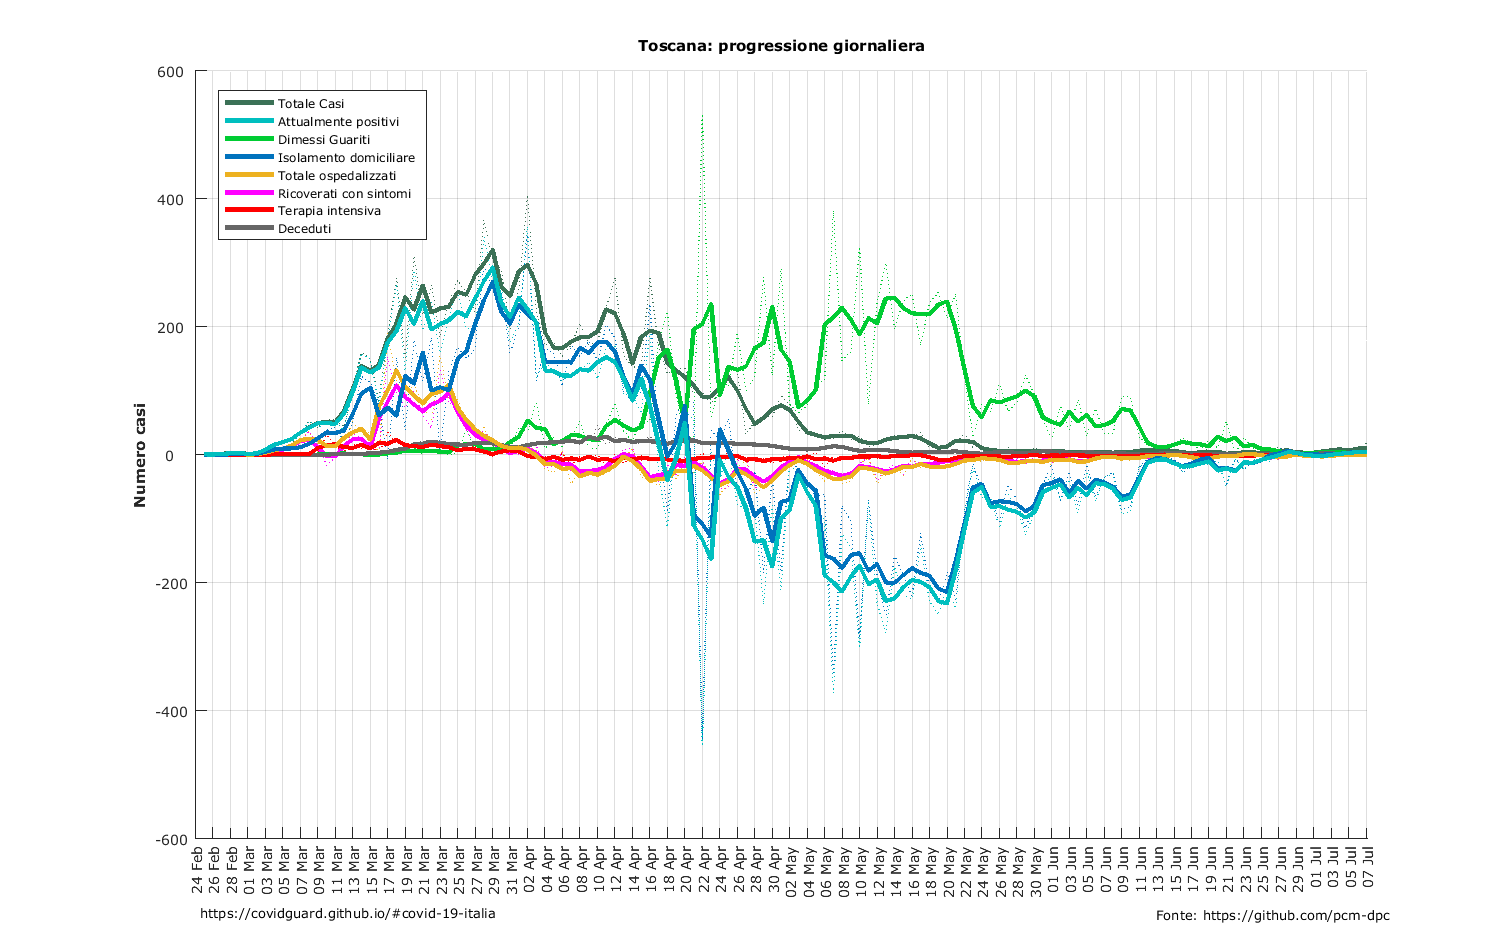 Toscana: progressione giornaliera
Numero casi
600
400
200
0
-200
-400
-600
Totale Casi
Attualmente positivi
Dimessi Guariti
Isolamento domiciliare
Totale ospedalizzati
Ricoverati con sintomi
Terapia intensiva
Deceduti
24 Feb
26 Feb
28 Feb
01 Mar
03 Mar
05 Mar
07 Mar
09 Mar
11 Mar
13 Mar
15 Mar
17 Mar
19 Mar
21 Mar
23 Mar
25 Mar
27 Mar
29 Mar
31 Mar
02 Apr
04 Apr
06 Apr
08 Apr
10 Apr
12 Apr
14 Apr
16 Apr
18 Apr
20 Apr
22 Apr
24 Apr
26 Apr
28 Apr
30 Apr
02 May
04 May
06 May
08 May
10 May
12 May
14 May
16 May
18 May
20 May
22 May
24 May
26 May
28 May
30 May
01 Jun
03 Jun
05 Jun
07 Jun
09 Jun
11 Jun
13 Jun
15 Jun
17 Jun
19 Jun
21 Jun
23 Jun
25 Jun
27 Jun
29 Jun
01 Jul
03 Jul
05 Jul
07 Jul
https://covidguard.github.io/#covid-19-italia
Fonte: https://github.com/pcm-dpc